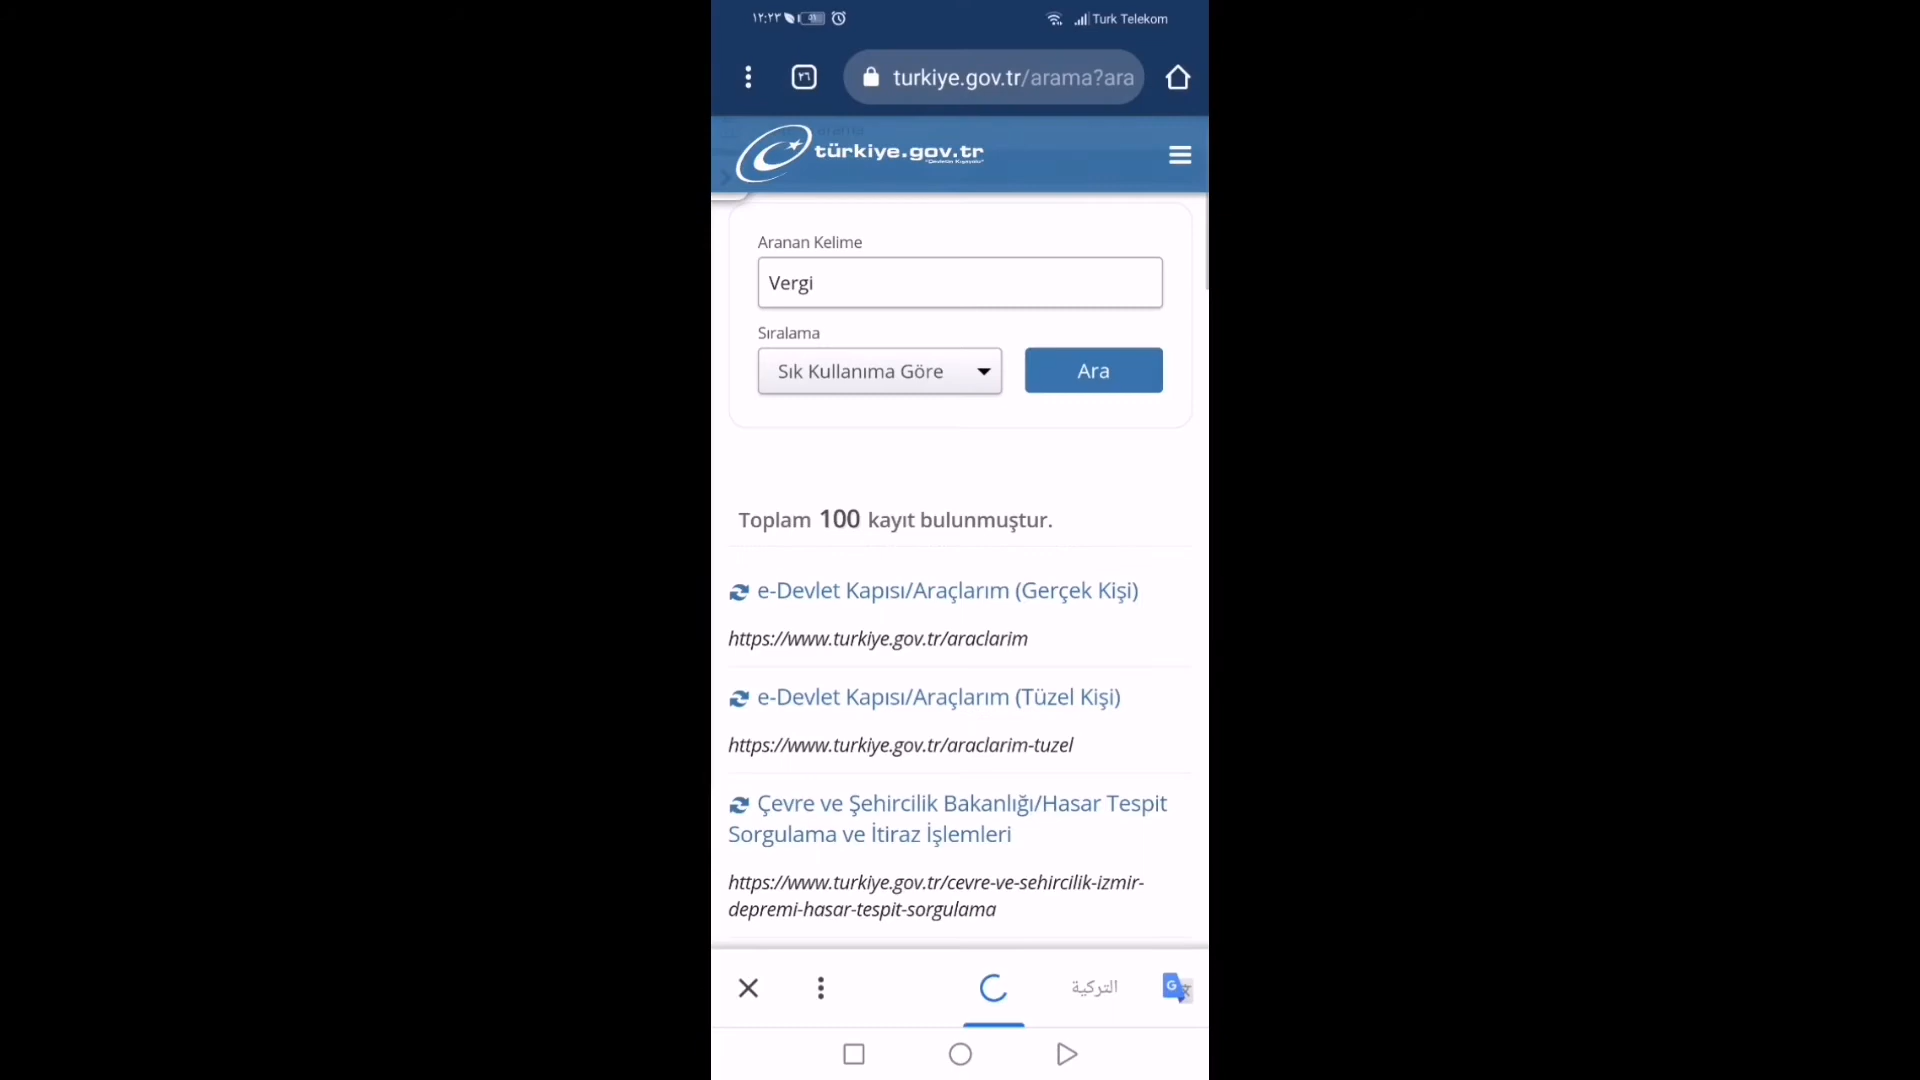 ١٢:٢٣
Turk Telekom
٢٦
turkiye.gov.tr/arama?ara
türkiye.gov.tr
Aranan Kelime
Vergi
Sıralama
Sık Kullanıma Göre
Ara
Toplam 100 kayıt bulunmuştur.
e-Devlet Kapısı/Araçlarım (Gerçek Kişi)
https://www.turkiye.gov.tr/araclarim
e-Devlet Kapısı/Araçlarım (Tüzel Kişi)
https://www.turkiye.gov.tr/araclarim-tuzel
Çevre ve Şehircilik Bakanlığı/Hasar Tespit
Sorgulama ve İtiraz İşlemleri
https://www.turkiye.gov.tr/cevre-ve-sehircilik-izmir-
depremi-hasar-tespit-sorgulama
التركية